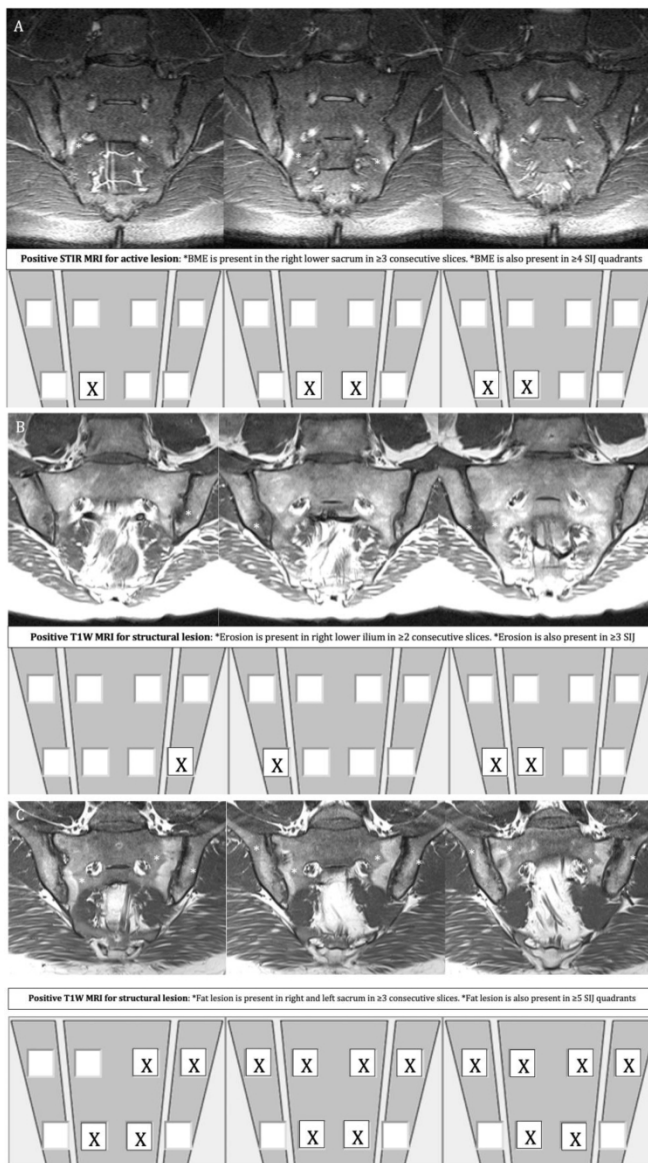 A
Positive STIR MRI for active lesion: *BME is present in the right lower sacrum in ≥3 consecutive slices. *BME is also present in ≥4 SIJ quadrants
X X X X X
B
Positive T1W MRI for structural lesion: *Erosion is present in right lower ilium in ≥2 consecutive slices. *Erosion is also present in ≥3 SIJ
X X X X
C
Positive T1W MRI for structural lesion: *Fat lesion is present in right and left sacrum in ≥3 consecutive slices. *Fat lesion is also present in ≥5 SIJ quadrants
X X X X X X X X X X
X X X X X X